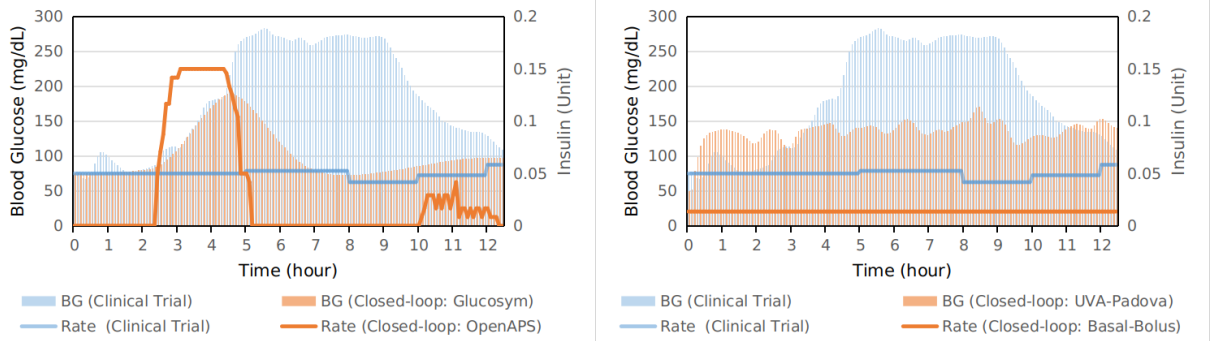 300
250
200
150
100
50
0
Blood Glucose (mg/dL)
0.2
0.15
0.1
0.05
0
Insulin (Unit)
0 1 2 3 4 5 6 7 8 9 10 11 12
Time (hour)
BG (Clinical Trial)
BG (Closed-loop: Glucosym)
Rate (Clinical Trial)
Rate (Closed-loop: OpenAPS)
300
250
200
150
100
50
0
Blood Glucose (mg/dL)
0.2
0.15
0.1
0.05
0
Insulin (Unit)
0 1 2 3 4 5 6 7 8 9 10 11 12
Time (hour)
BG (Clinical Trial)
BG (Closed-loop: UVA-Padova)
Rate (Clinical Trial)
Rate (Closed-loop: Basal-Bolus)